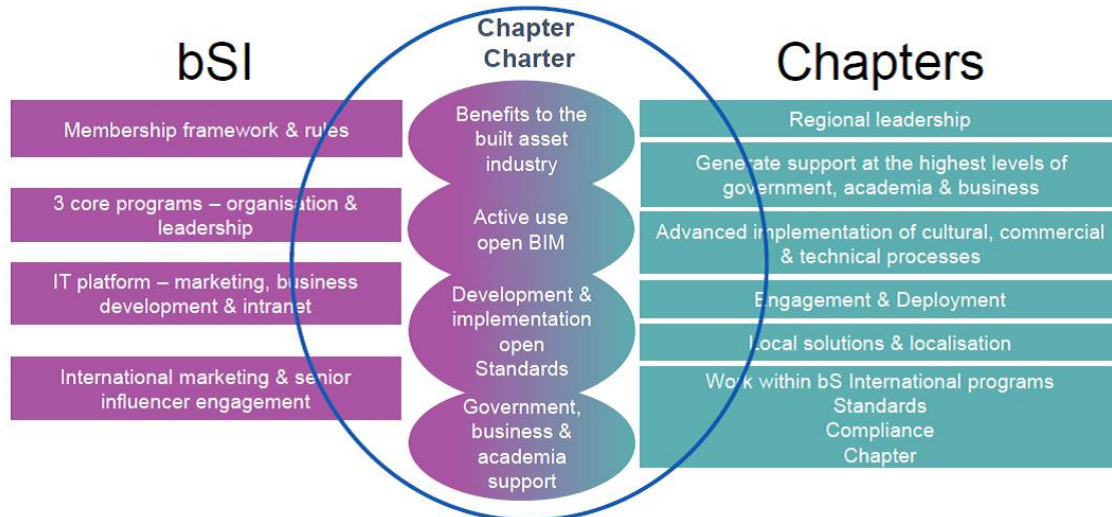 bSI
Membership framework & rules
3 core programs – organisation &
leadership
IT platform – marketing, business
development & intranet
International marketing & senior
influencer engagement
Chapter
Charter
Benefits to the
built asset
industry
Active use
open BIM
Development &
implementation
open
Standards
Government,
business &
academia
support
Chapters
Regional leadership
Generate support at the highest levels of
government, academia & business
Advanced implementation of cultural, commercial
& technical processes
Engagement & Deployment
Local solutions & localisation
Work within bS International programs
Standards
Compliance
Chapter